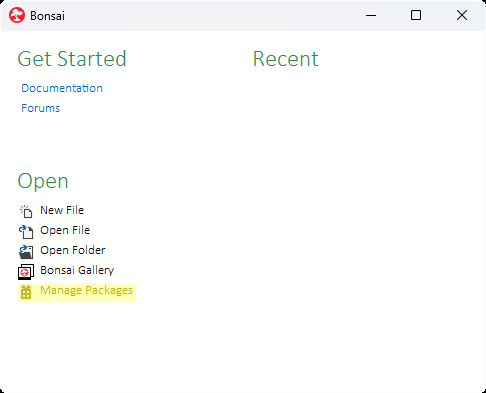 Bonsai
Get Started
Documentation
Forums
Recent
Open
New File
Open File
Open Folder
Bonsai Gallery
Manage Packages